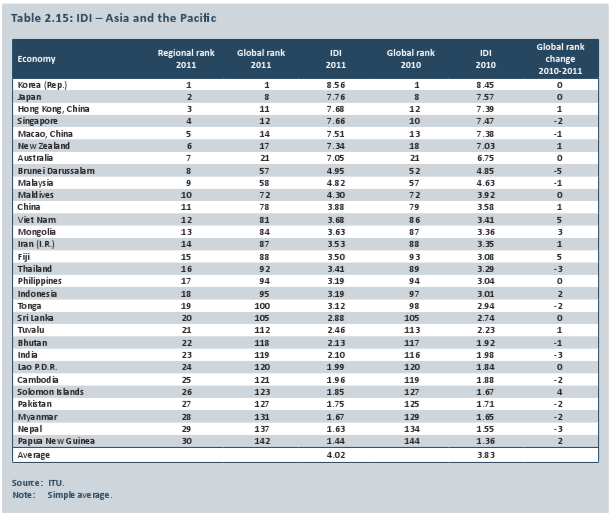 Table 2.15: IDI – Asia and the Pacific
Economy Regional rank 2011 Global rank 2011 IDI 2011 Global rank 2010 IDI 2010 Global rank change 2010-2011
Korea (Rep.) 1 1 8.56 1 8.45 0
Japan 2 8 7.76 8 7.57 0
Hong Kong, China 3 11 7.68 12 7.39 1
Singapore 4 12 7.66 10 7.47 -2
Macao, China 5 14 7.51 13 7.38 -1
New Zealand 6 17 7.34 18 7.03 1
Australia 7 21 7.05 21 6.75 0
Brunei Darussalam 8 57 4.95 52 4.85 -5
Malaysia 9 58 4.82 57 4.63 -1
Maldives 10 72 4.30 72 3.92 0
China 11 78 3.88 79 3.58 1
Viet Nam 12 81 3.68 86 3.41 5
Mongolia 13 84 3.63 87 3.36 3
Iran (I.R.) 14 87 3.53 88 3.35 1
Fiji 15 88 3.50 93 3.08 5
Thailand 16 92 3.41 89 3.29 -3
Philippines 17 94 3.19 94 3.04 0
Indonesia 18 95 3.19 97 3.01 2
Tonga 19 100 3.12 98 2.94 -2
Sri Lanka 20 105 2.88 105 2.74 0
Tuvalu 21 112 2.46 113 2.23 1
Bhutan 22 118 2.13 117 1.92 -1
India 23 119 2.10 116 1.98 -3
Lao P.D.R. 24 120 1.99 120 1.84 0
Cambodia 25 121 1.96 119 1.88 -2
Solomon Islands 26 123 1.85 127 1.67 4
Pakistan 27 127 1.75 125 1.71 -2
Myanmar 28 131 1.67 129 1.65 -2
Nepal 29 137 1.63 134 1.55 -3
Papua New Guinea 30 142 1.44 144 1.36 2
Average 4.02 3.83
Source: ITU.
Note: Simple average.